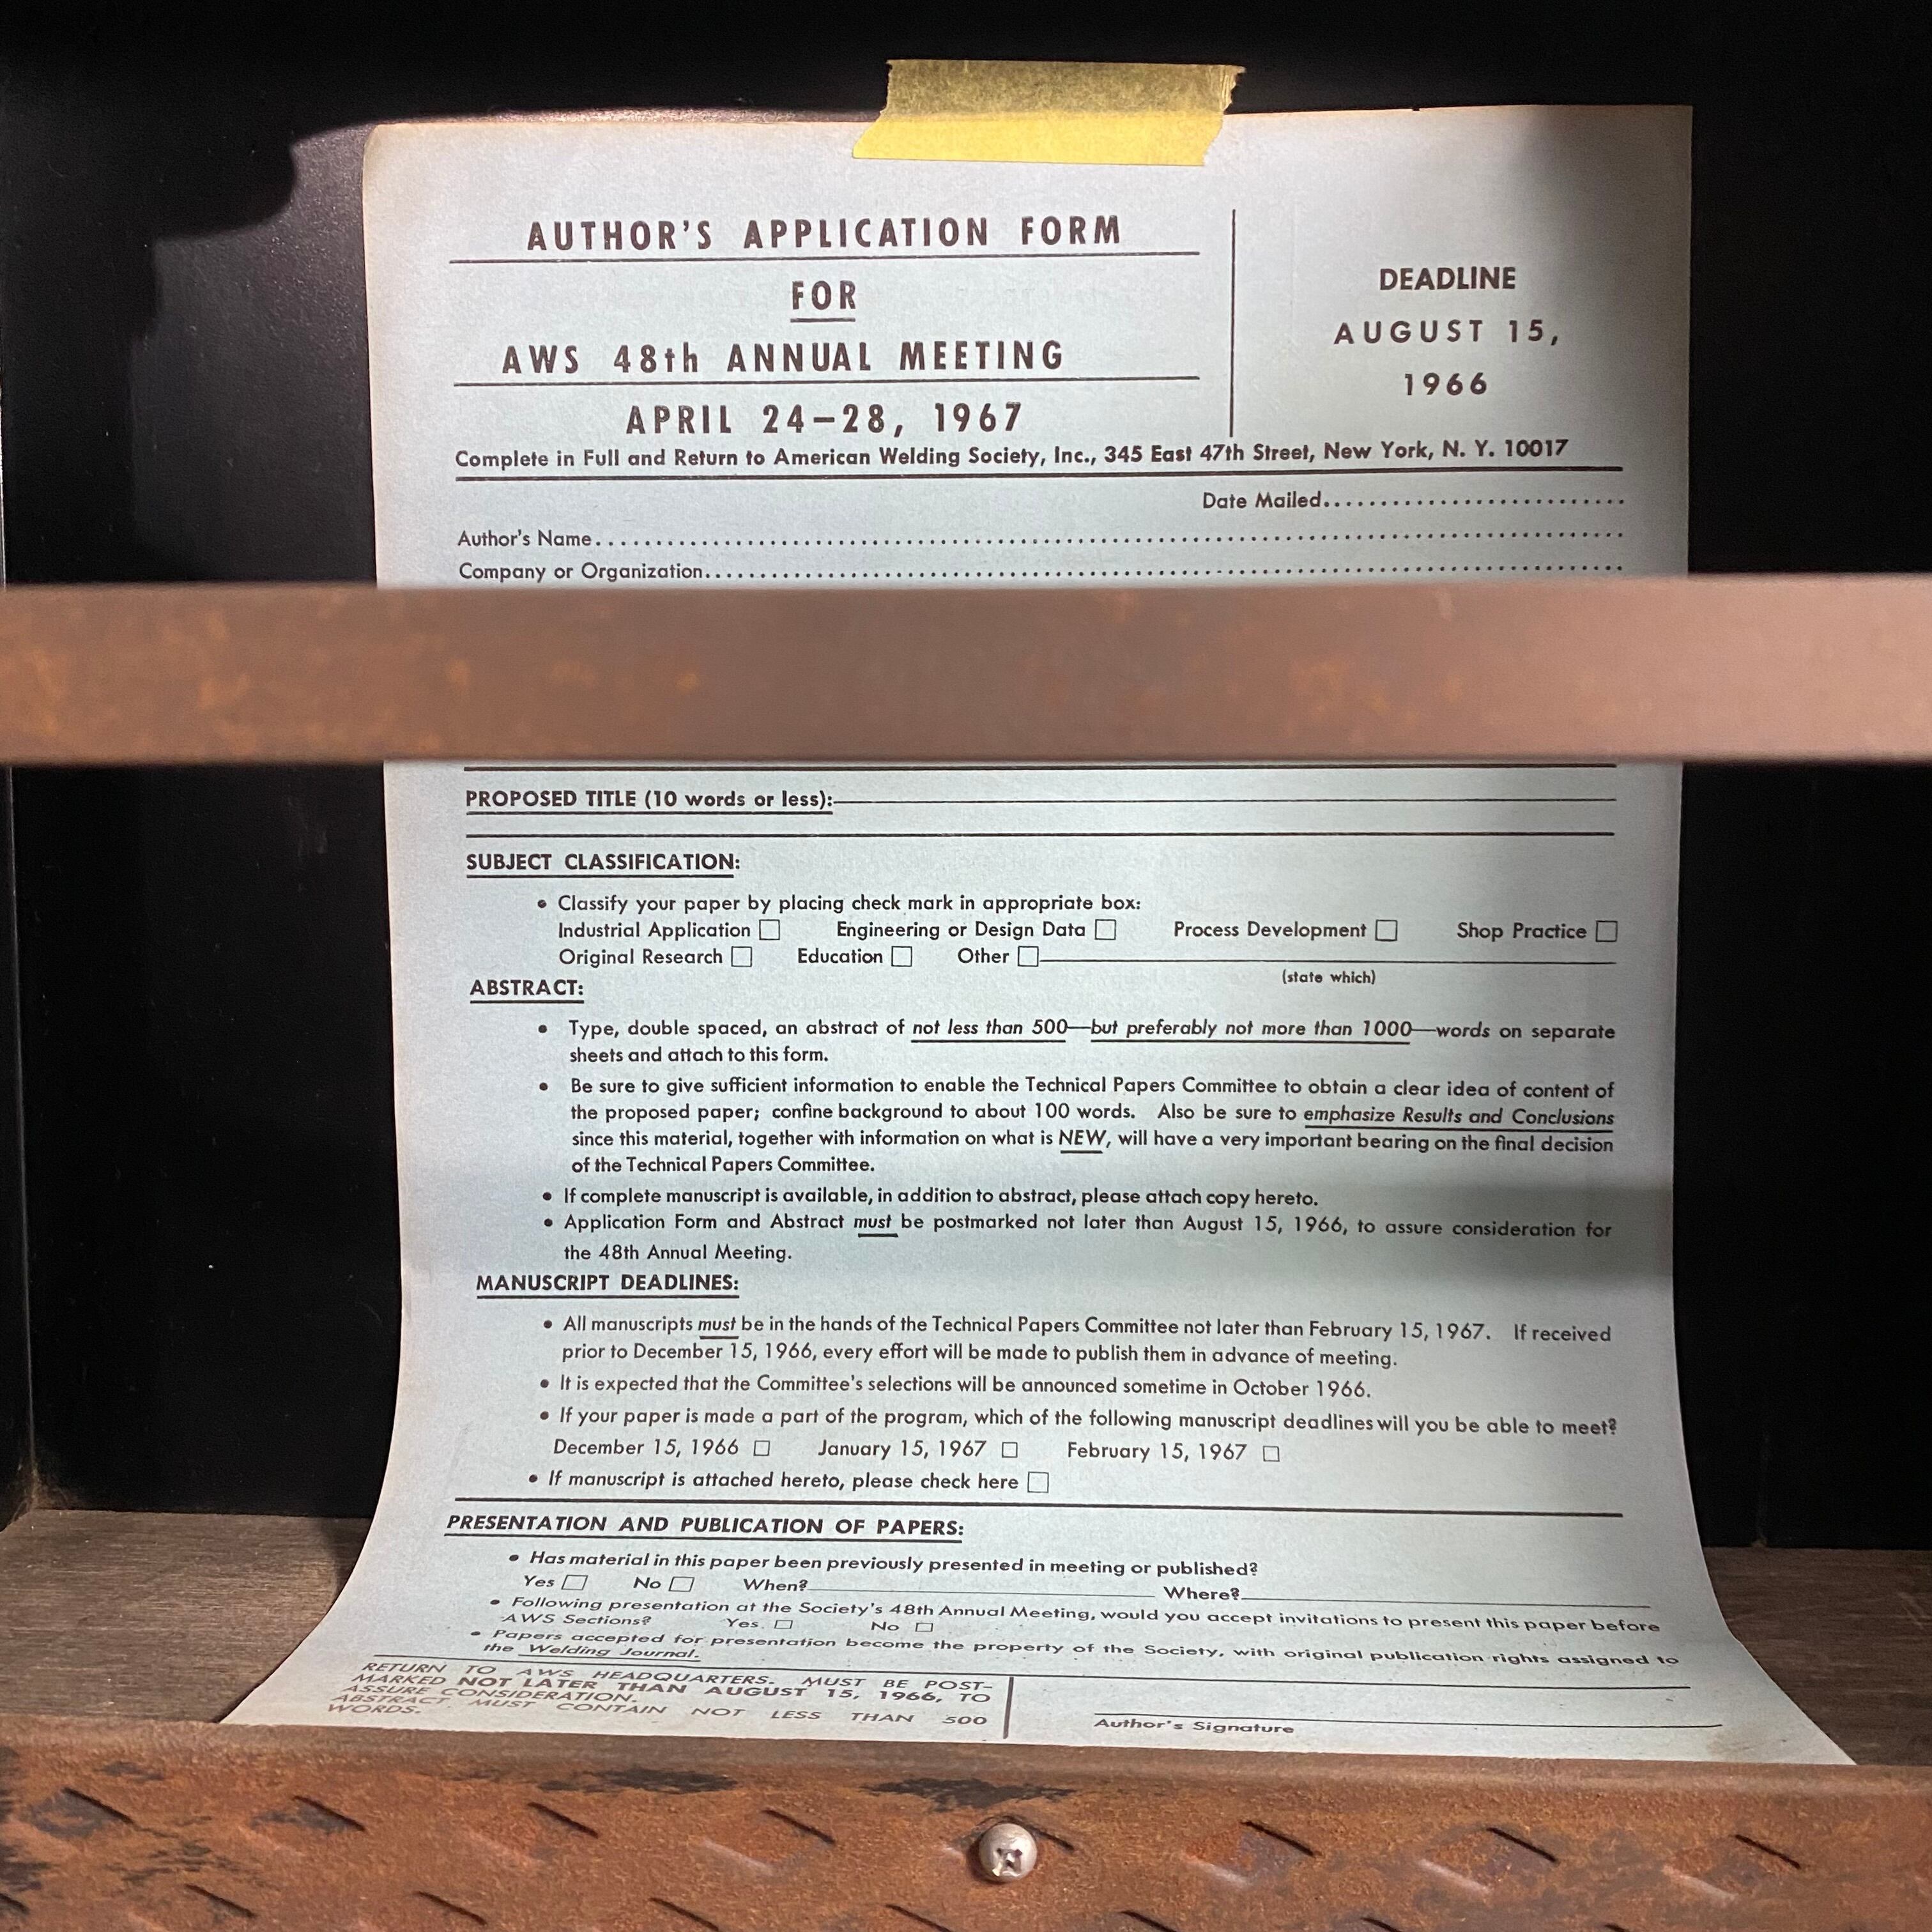 AUTHOR'S APPLICATION FORM
FOR
AWS 48th ANNUAL MEETING
APRIL 24–28, 1967
DEADLINE
AUGUST 15,
1966
Complete in Full and Return to American Welding Society, Inc., 345 East 47th Street, New York, N. Y. 10017
Date Mailed
Author's Name
Company or Organization
PROPOSED TITLE (10 words or less):
SUBJECT CLASSIFICATION:
• Classify your paper by placing check mark in appropriate box:
Industrial Application □ Engineering or Design Data □ Process Development □ Shop Practice □
Original Research □ Education □ Other □
(state which)
ABSTRACT:
• Type, double spaced, an abstract of not less than 500—but preferably not more than 1000—words on separate
sheets and attach to this form.
• Be sure to give sufficient information to enable the Technical Papers Committee to obtain a clear idea of content of
the proposed paper; confine background to about 100 words. Also be sure to emphasize Results and Conclusions
since this material, together with information on what is NEW, will have a very important bearing on the final decision
of the Technical Papers Committee.
• If complete manuscript is available, in addition to abstract, please attach copy hereto.
• Application Form and Abstract must be postmarked not later than August 15, 1966, to assure consideration for
the 48th Annual Meeting.
MANUSCRIPT DEADLINES:
• All manuscripts must be in the hands of the Technical Papers Committee not later than February 15, 1967. If received
prior to December 15, 1966, every effort will be made to publish them in advance of meeting.
• It is expected that the Committee's selections will be announced sometime in October 1966.
• If your paper is made a part of the program, which of the following manuscript deadlines will you be able to meet?
December 15, 1966 □ January 15, 1967 □ February 15, 1967 □
• If manuscript is attached hereto, please check here □
PRESENTATION AND PUBLICATION OF PAPERS:
• Has material in this paper been previously presented in meeting or published?
Yes □ No □ When? Where?
• Following presentation at the Society's 48th Annual Meeting, would you accept invitations to present this paper before
AWS Sections? Yes □ No □
• Papers accepted for presentation become the property of the Society, with original publication rights assigned to
the Welding Journal.
RETURN TO AWS HEADQUARTERS. MUST BE POST-
MARKED NOT LATER THAN AUGUST 15, 1966, TO
ASSURE CONSIDERATION.
ABSTRACT MUST CONTAIN NOT LESS THAN 500
WORDS.
Author's Signature